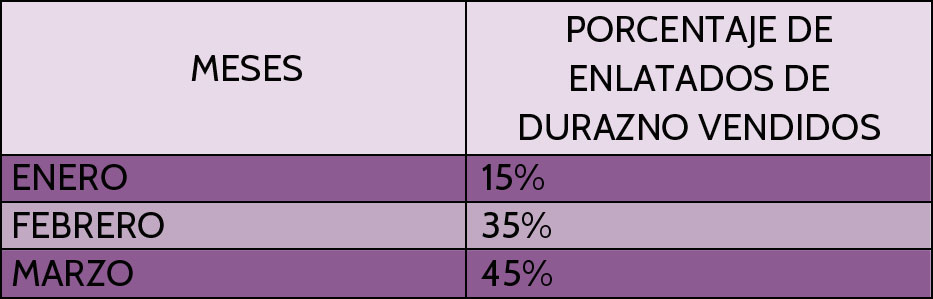 MESES
PORCENTAJE DE
ENLATADOS DE
DURAZNO VENDIDOS
ENERO 15%
FEBRERO 35%
MARZO 45%